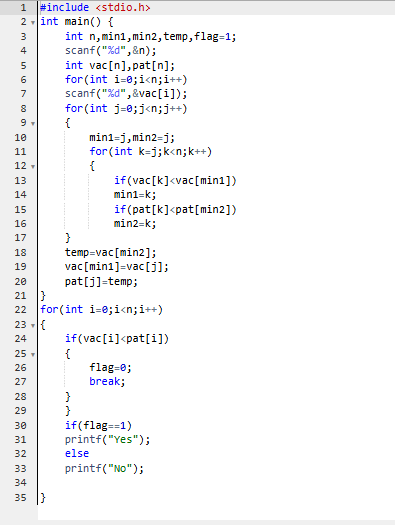 1 #include <stdio.h>
2 int main() {
3 int n,min1,min2,temp,flag=1;
4 scanf("%d",&n);
5 int vac[n],pat[n];
6 for(int i=0;i<n;i++)
7 scanf("%d",&vac[i]);
8 for(int j=0;j<n;j++)
9 {
10 min1=j,min2=j;
11 for(int k=j;k<n;k++)
12 {
13 if(vac[k]<vac[min1])
14 min1=k;
15 if(pat[k]<pat[min2])
16 min2=k;
17 }
18 temp=vac[min2];
19 vac[min1]=vac[j];
20 pat[j]=temp;
21 }
22 for(int i=0;i<n;i++)
23 {
24 if(vac[i]<pat[i])
25 {
26 flag=0;
27 break;
28 }
29 }
30 if(flag==1)
31 printf("Yes");
32 else
33 printf("No");
34
35 }